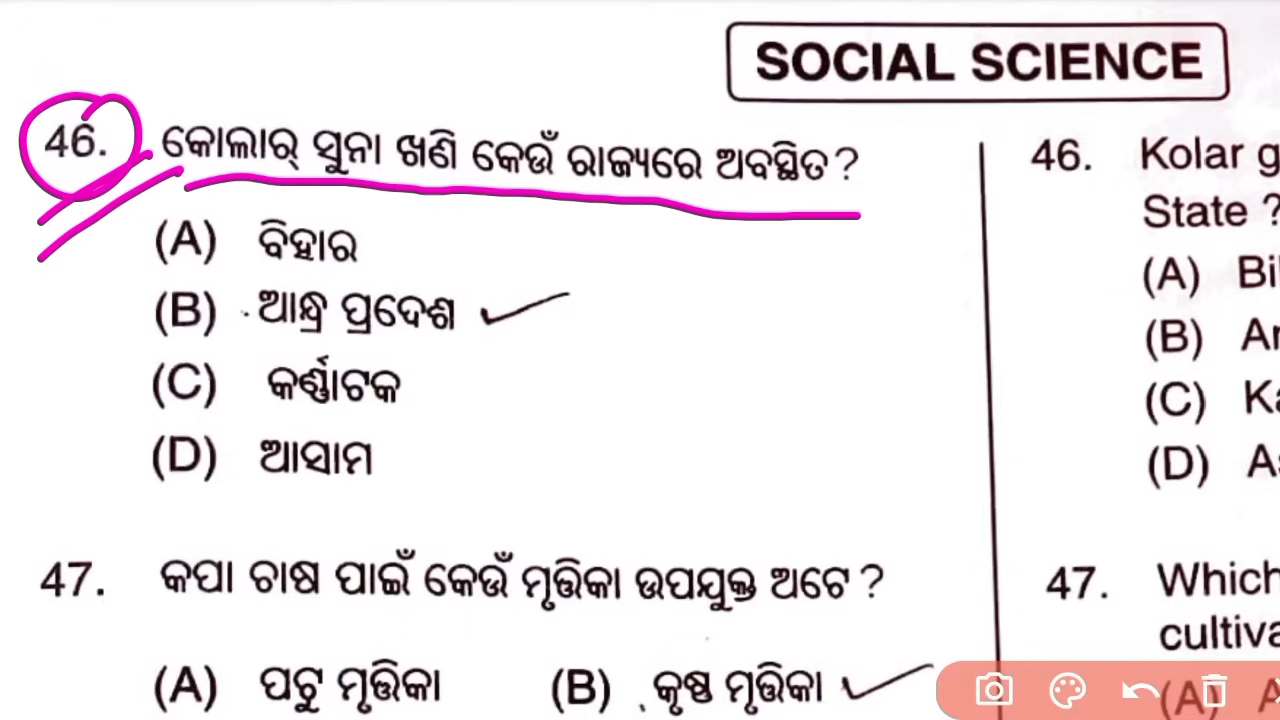 SOCIAL SCIENCE
46. କୋଲାର୍ ସୁନା ଖଣି କେଉଁ ରାଜ୍ୟରେ ଅବସ୍ଥିତ ?
(A) ବିହାର
(B) ଆନ୍ଧ୍ର ପ୍ରଦେଶ
(C) କର୍ଣ୍ଣାଟକ
(D) ଆସାମ
47. କପା ଚାଷ ପାଇଁ କେଉଁ ମୃତ୍ତିକା ଉପଯୁକ୍ତ ଅଟେ ?
(A) ପଟୁ ମୃତ୍ତିକା (B) କୃଷ୍ଣ ମୃତ୍ତିକା
46. Kolar g
State ?
(A) Bi
(B) Ar
(C) Ka
(D) As
47. Which
cultiva
(A) A